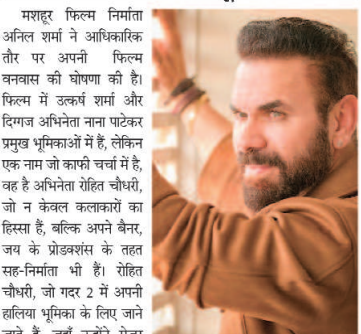 मशहूर फिल्म निर्माता
अनिल शर्मा ने आधिकारिक
तौर पर अपनी फिल्म
वनवास की घोषणा की है।
फिल्म में उत्कर्ष शर्मा और
दिग्गज अभिनेता नाना पाटेकर
प्रमुख भूमिकाओं में हैं, लेकिन
एक नाम जो काफी चर्चा में है,
वह है अभिनेता रोहित चौधरी,
जो न केवल कलाकारों का
हिस्सा हैं, बल्कि अपने बैनर,
जय के प्रोडक्शंस के तहत
सह-निर्माता भी हैं। रोहित
चौधरी, जो गदर 2 में अपनी
हालिया भूमिका के लिए जाने